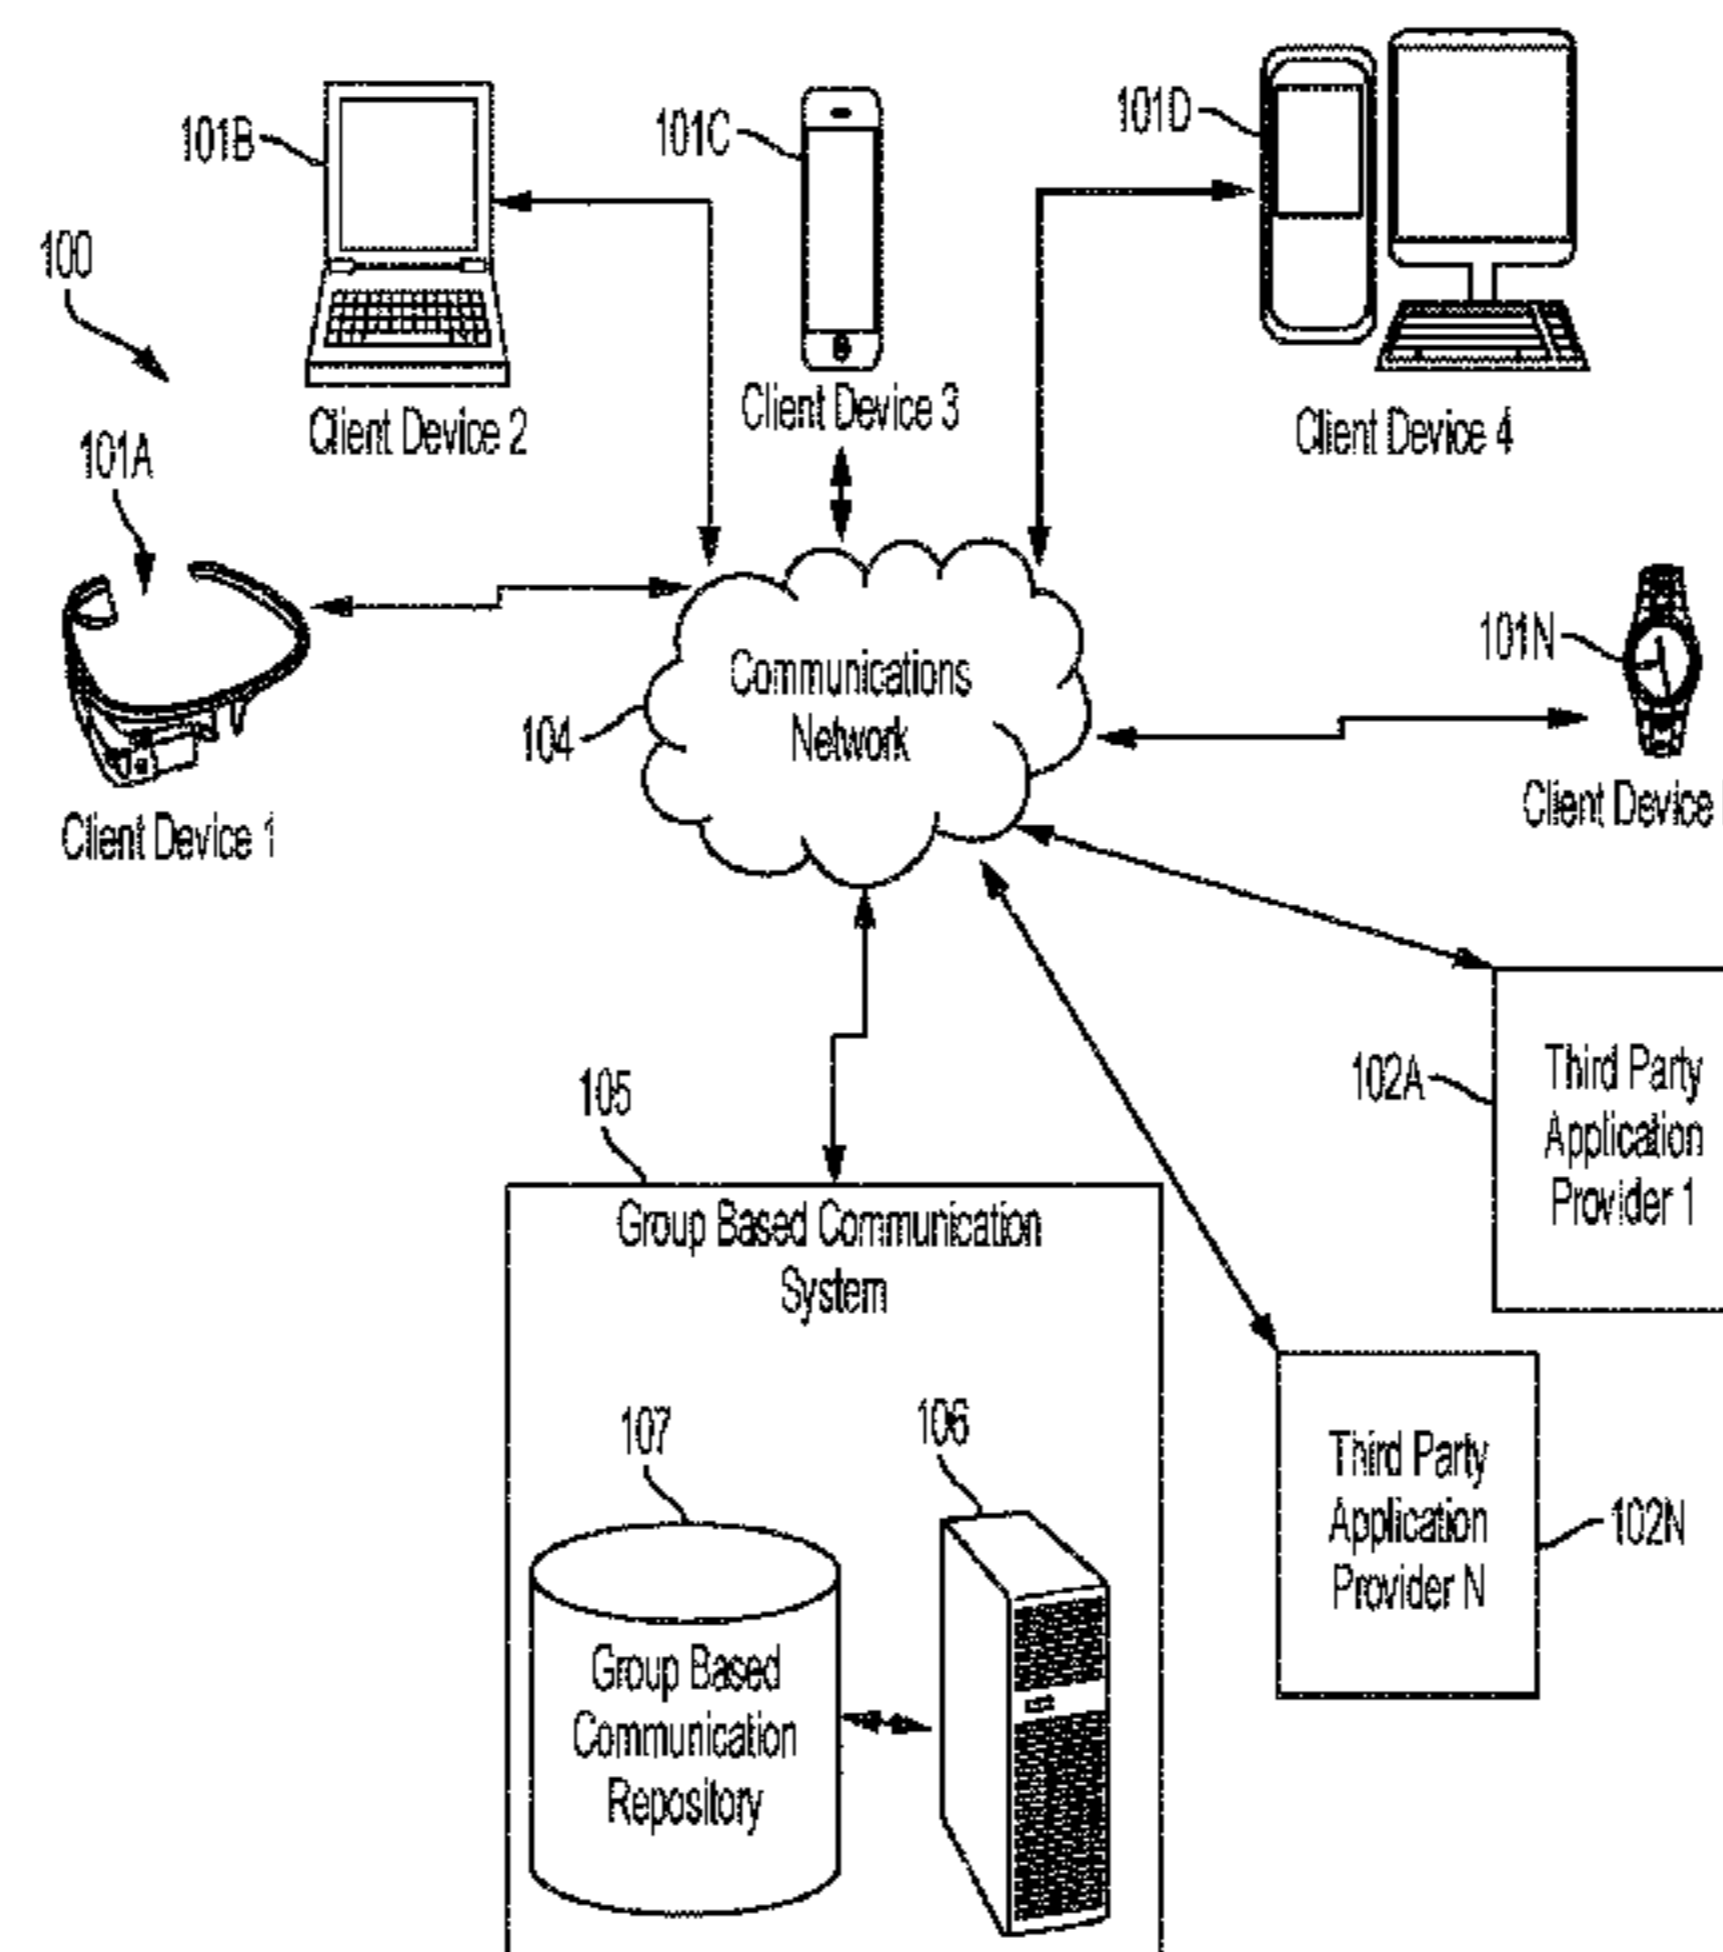 101B
101C
101D
100
Client Device 2
Client Device 3
Client Device 4
101A
Client Device 1
104
Communications
Network
101N
Client Device
105
Group Based Communication
System
102A
Third Party
Application
Provider 1
107
106
Group Based
Communication
Repository
Third Party
Application
Provider N
102N